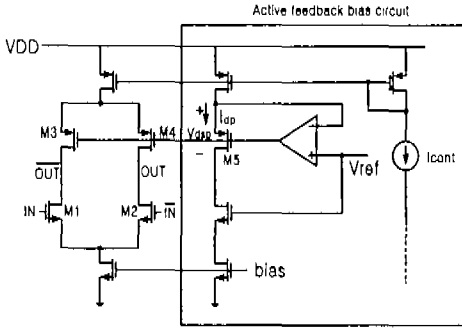 Active feedback bias circuit
VDD
+
Idp
M3
M4
Vdsp
-
M5
+
Vref
Icont
OUT
OUT
IN
M1
M2
IN
bias